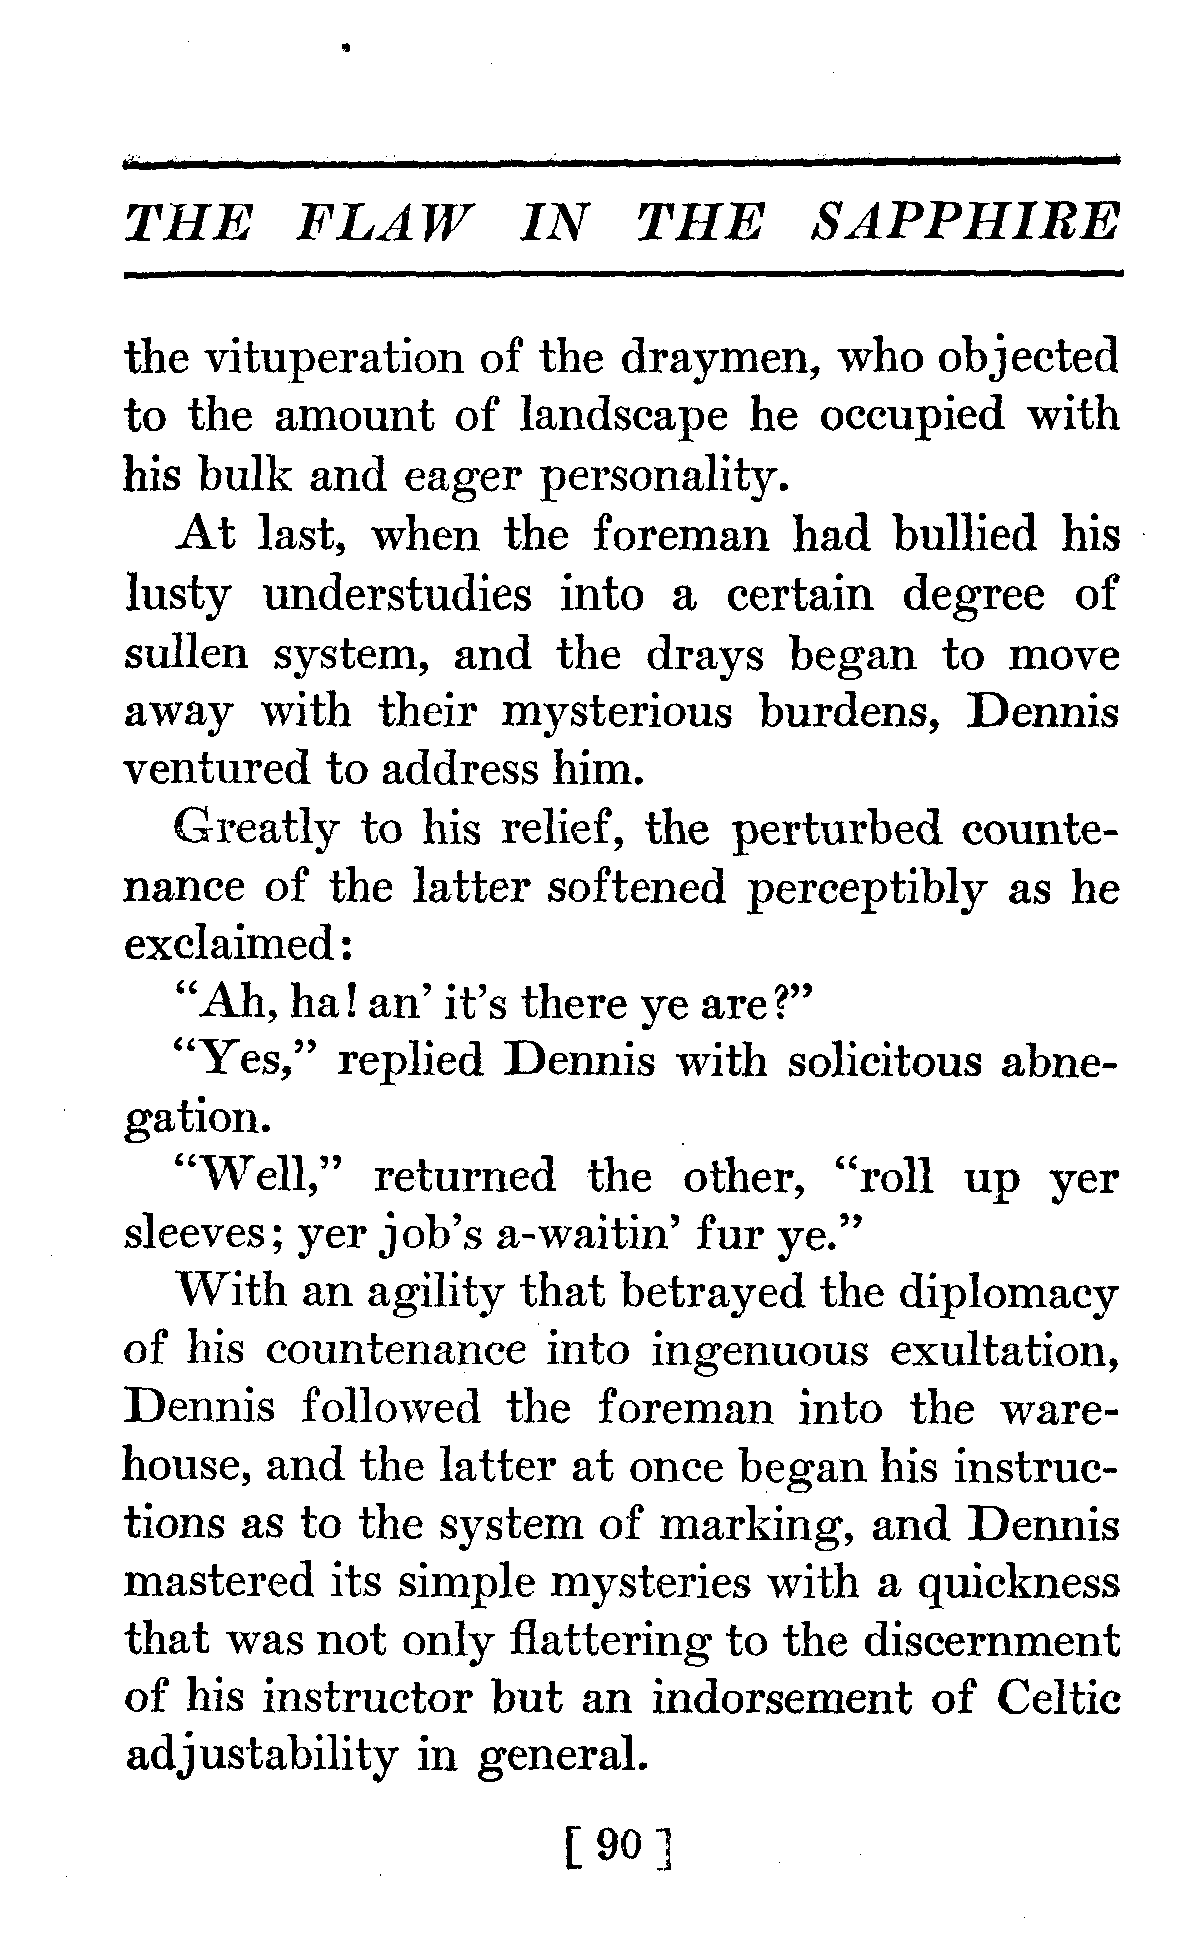 THE FLAW IN THE SAPPHIRE
the vituperation of the draymen, who objected
to the amount of landscape he occupied with
his bulk and eager personality.
At last, when the foreman had bullied his
lusty understudies into a certain degree of
sullen system, and the drays began to move
away with their mysterious burdens, Dennis
ventured to address him.
Greatly to his relief, the perturbed counte-
nance of the latter softened perceptibly as he
exclaimed:
“Ah, ha! an’ it’s there ye are?”
“Yes,” replied Dennis with solicitous abne-
gation.
“Well,” returned the other, “roll up yer
sleeves; yer job’s a-waitin’ fur ye.”
With an agility that betrayed the diplomacy
of his countenance into ingenuous exultation,
Dennis followed the foreman into the ware-
house, and the latter at once began his instruc-
tions as to the system of marking, and Dennis
mastered its simple mysteries with a quickness
that was not only flattering to the discernment
of his instructor but an indorsement of Celtic
adjustability in general.
[ 90 ]